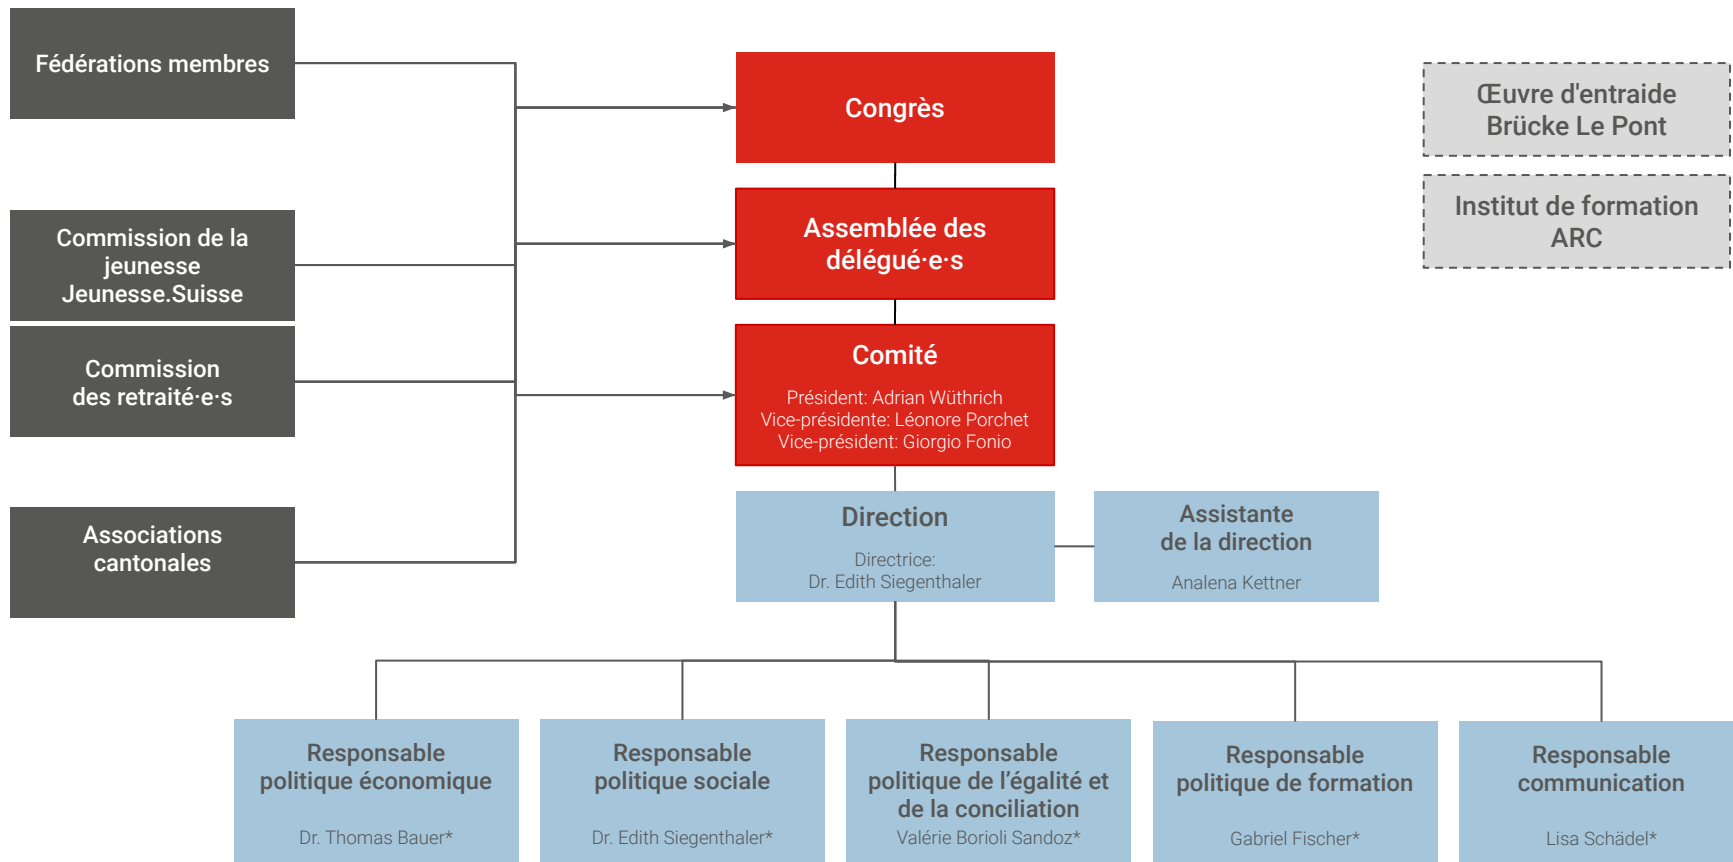 Fédérations membres
Commission de la
jeunesse
Jeunesse.Suisse
Commission
des retraité·e·s
Associations
cantonales
Congrès
Assemblée des
délégué·e·s
Comité
Président: Adrian Wüthrich
Vice-présidente: Léonore Porchet
Vice-président: Giorgio Fonio
Direction
Directrice:
Dr. Edith Siegenthaler
Assistante
de la direction
Analena Kettner
Œuvre d'entraide
Brücke Le Pont
Institut de formation
ARC
Responsable
politique économique
Dr. Thomas Bauer*
Responsable
politique sociale
Dr. Edith Siegenthaler*
Responsable
politique de l’égalité et
de la conciliation
Valérie Borioli Sandoz*
Responsable
politique de formation
Gabriel Fischer*
Responsable
communication
Lisa Schädel*